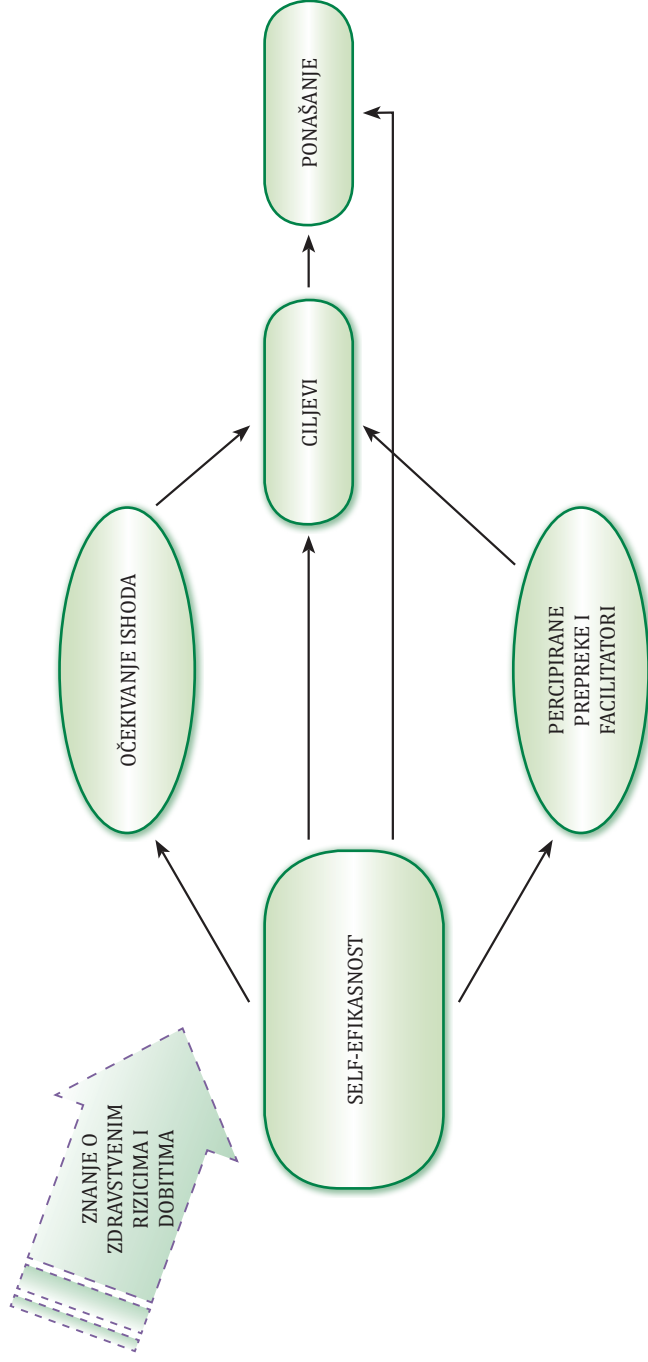 ZNANJE O
ZDRAVSTVENIM
RIZICIMA I
DOBITIMA
OČEKIVANJE ISHODA
SELF-EFIKASNOST
CILJEVI
PONAŠANJE
PERCIPIRANE
PREPREKE I
FACILITATORI